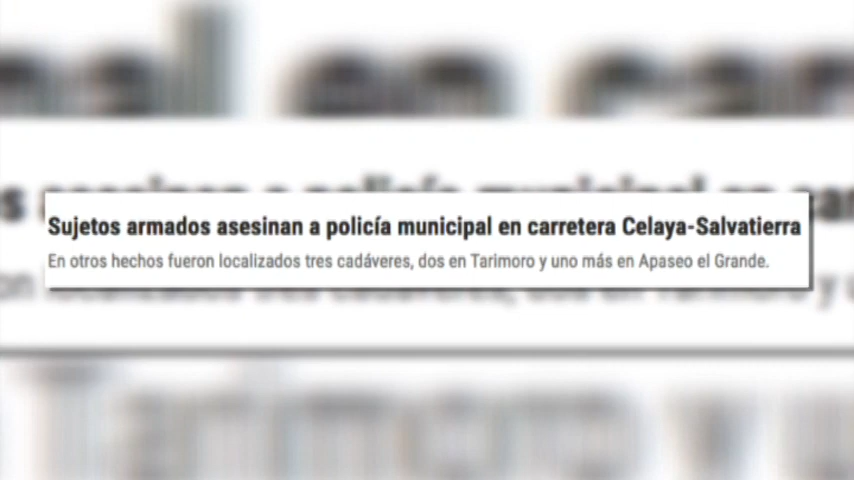 Sujetos armados asesinan a policía municipal en carretera Celaya-Salvatierra
En otros hechos fueron localizados tres cadáveres, dos en Tarimoro y uno más en Apaseo el Grande.